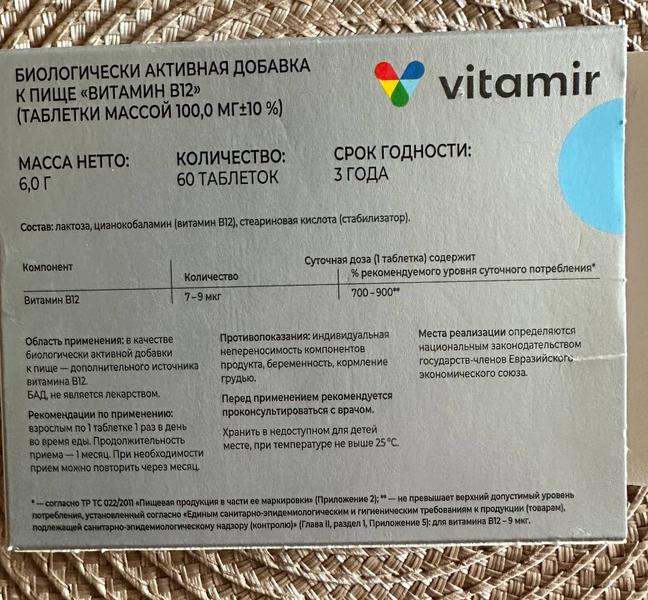 БИОЛОГИЧЕСКИ АКТИВНАЯ ДОБАВКА
К ПИЩЕ «ВИТАМИН В12»
(ТАБЛЕТКИ МАССОЙ 100,0 МГ±10 %)
vitamir
МАССА НЕТТО:
6,0 Г
КОЛИЧЕСТВО:
60 ТАБЛЕТОК
СРОК ГОДНОСТИ:
3 ГОДА
Состав: лактоза, цианокобаламин (витамин В12), стеариновая кислота (стабилизатор).
Компонент
Суточная доза (1 таблетка) содержит
Количество
% рекомендуемого уровня суточного потребления*
Витамин В12
7–9 мкг
700–900**
Область применения: в качестве
биологически активной добавки
к пище — дополнительного источника
витамина В12.
БАД, не является лекарством.
Рекомендации по применению:
взрослым по 1 таблетке 1 раз в день
во время еды. Продолжительность
приема — 1 месяц. При необходимости
прием можно повторить через месяц.
Противопоказания: индивидуальная
непереносимость компонентов
продукта, беременность, кормление
грудью.
Перед применением рекомендуется
проконсультироваться с врачом.
Хранить в недоступном для детей
месте, при температуре не выше 25 °С.
Места реализации определяются
национальным законодательством
государств-членов Евразийского
экономического союза.
* — согласно ТР ТС 022/2011 «Пищевая продукция в части ее маркировки» (Приложение 2); ** — не превышает верхний допустимый уровень
потребления, установленный согласно «Единым санитарно-эпидемиологическим и гигиеническим требованиям к продукции (товарам),
подлежащей санитарно-эпидемиологическому надзору (контролю)» (Глава II, раздел 1, Приложение 5): для витамина В12 – 9 мкг.